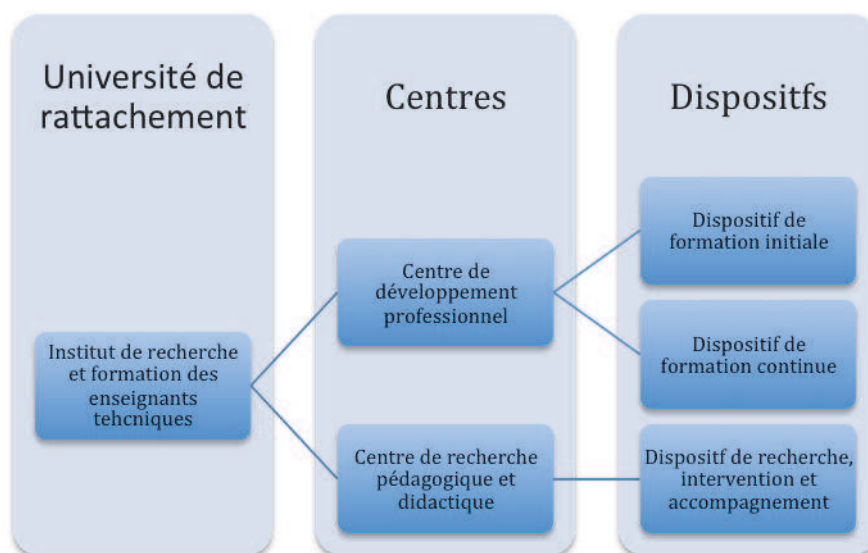 Université de
rattachement
Centres
Dispositfs
Institut de recherche
et formation des
enseignants
tehcniques
Centre de
développement
professionnel
Centre de recherche
pédagogique et
didactique
Dispositif de
formation initiale
Dispositif de
formation continue
Dispositf de recherche,
intervention et
accompagnement